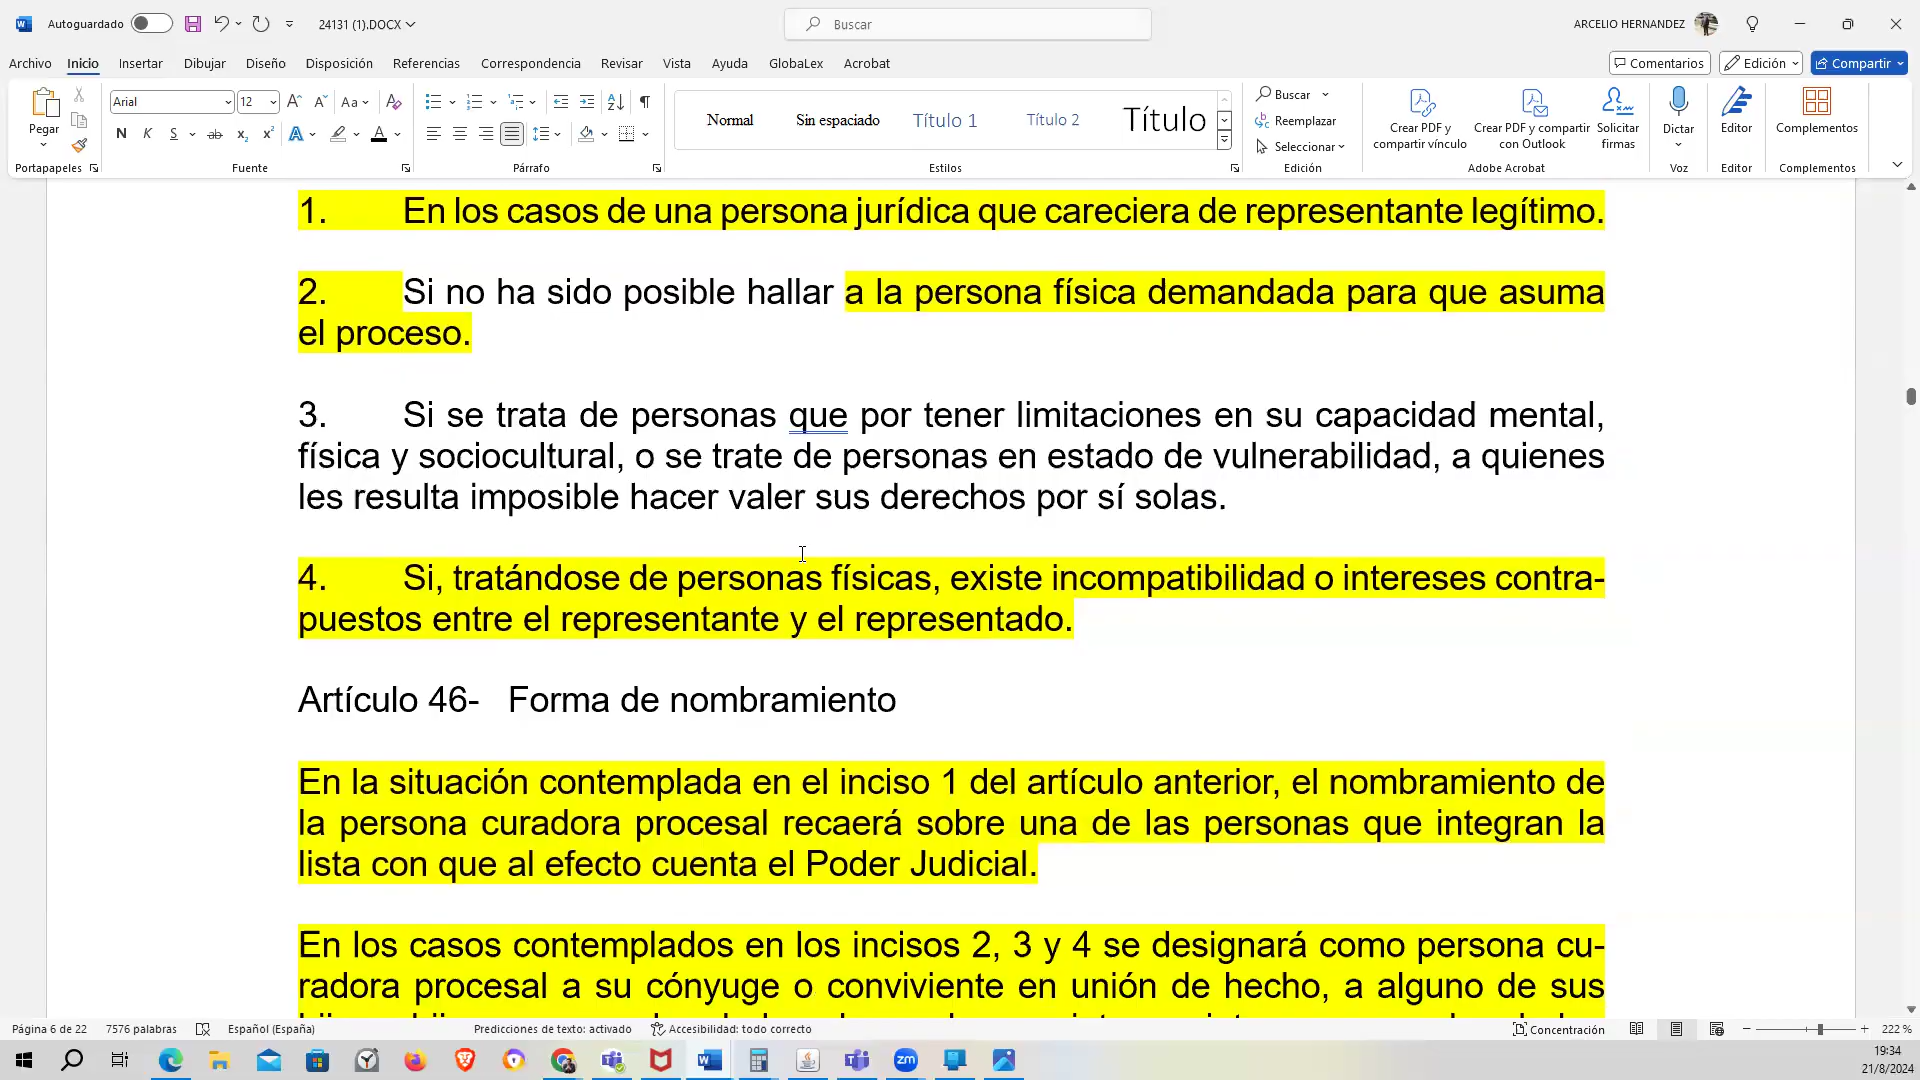 Autoguardado
24131 (1).DOCX
Buscar
ARCELIO HERNANDEZ
Archivo Inicio Insertar Dibujar Diseño Disposición Referencias Correspondencia Revisar Vista Ayuda GlobaLex Acrobat
Comentarios Edición Compartir
Pegar
Portapapeles
Arial 12
N K S ab x₂ x²
Fuente
Párrafo
Normal Sin espaciado Título 1 Título 2 Título
Estilos
Buscar
Reemplazar
Seleccionar
Edición
Crear PDF y compartir vínculo
Crear PDF y compartir con Outlook
Solicitar firmas
Adobe Acrobat
Dictar
Voz
Editor
Editor
Complementos
Complementos
1. En los casos de una persona jurídica que careciera de representante legítimo.
2. Si no ha sido posible hallar a la persona física demandada para que asuma
el proceso.
3. Si se trata de personas que por tener limitaciones en su capacidad mental,
física y sociocultural, o se trate de personas en estado de vulnerabilidad, a quienes
les resulta imposible hacer valer sus derechos por sí solas.
4. Si, tratándose de personas físicas, existe incompatibilidad o intereses contra-
puestos entre el representante y el representado.
Artículo 46- Forma de nombramiento
En la situación contemplada en el inciso 1 del artículo anterior, el nombramiento de
la persona curadora procesal recaerá sobre una de las personas que integran la
lista con que al efecto cuenta el Poder Judicial.
En los casos contemplados en los incisos 2, 3 y 4 se designará como persona cu-
radora procesal a su cónyuge o conviviente en unión de hecho, a alguno de sus
Página 6 de 22 7576 palabras Español (España) Predicciones de texto: activado Accesibilidad: todo correcto Concentración 222 %
19:34
21/8/2024